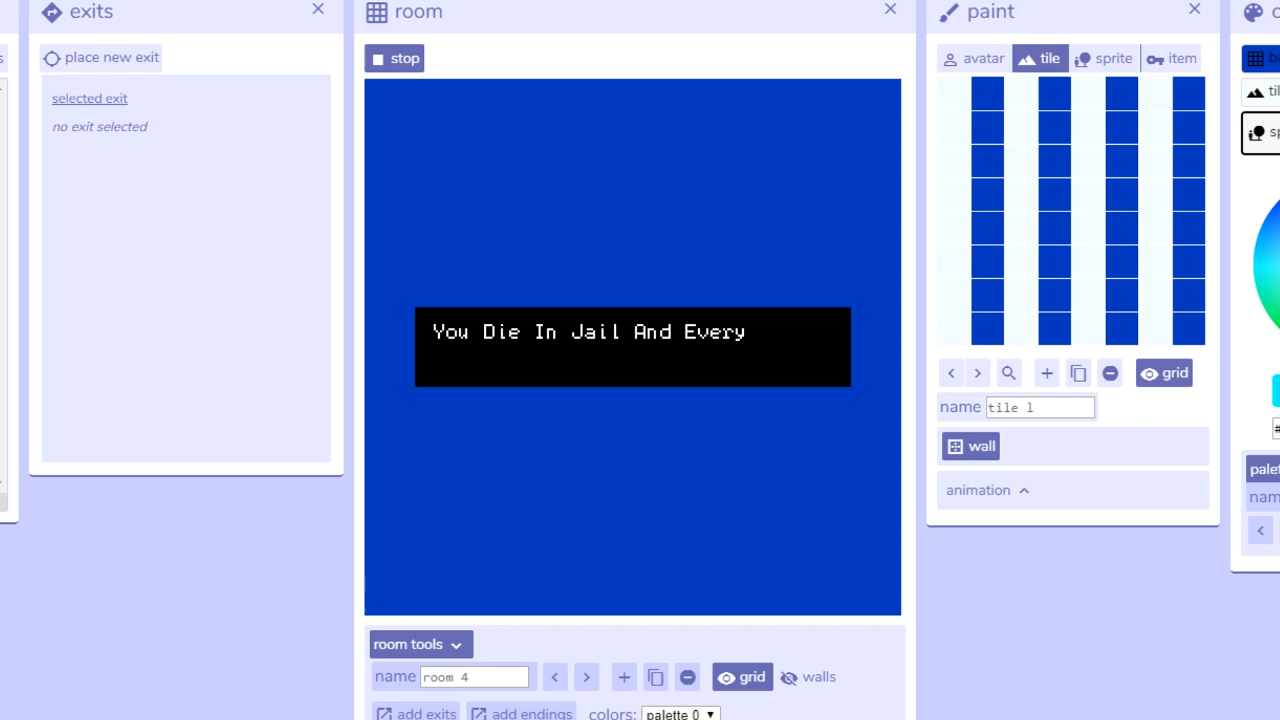 exits
place new exit
selected exit
no exit selected
room
stop
You Die In Jail And Every
room tools
name room 4
grid
walls
add exits
add endings
colors: palette 0
paint
avatar
tile
sprite
item
grid
name tile 1
wall
animation